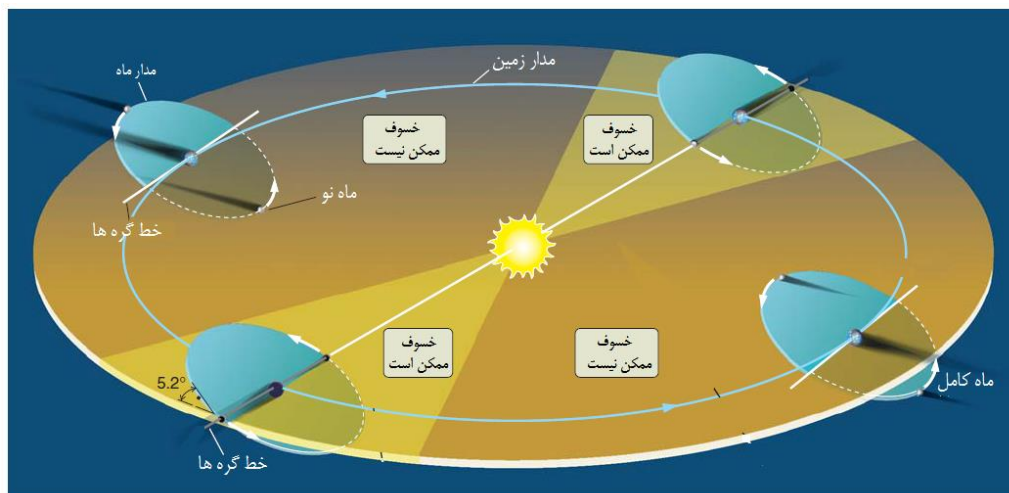 مدار زمین
مدار ماه
خسوف
ممکن نیست
خسوف
ممکن است
ماه نو
خط گره ها
خسوف
ممکن است
خسوف
ممکن نیست
5.2°
ماه کامل
خط گره ها